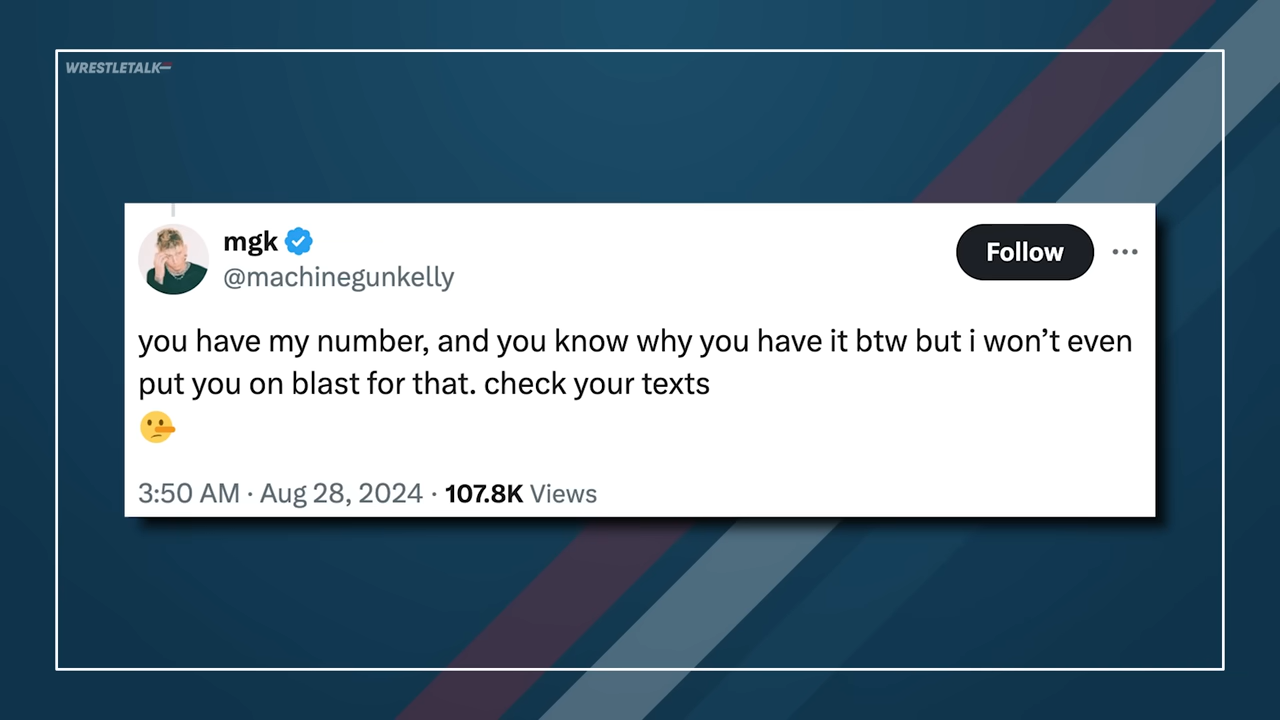 WRESTLETALK
mgk
@machinegunkelly
Follow
you have my number, and you know why you have it btw but i won’t even
put you on blast for that. check your texts
🤥
3:50 AM · Aug 28, 2024 · 107.8K Views